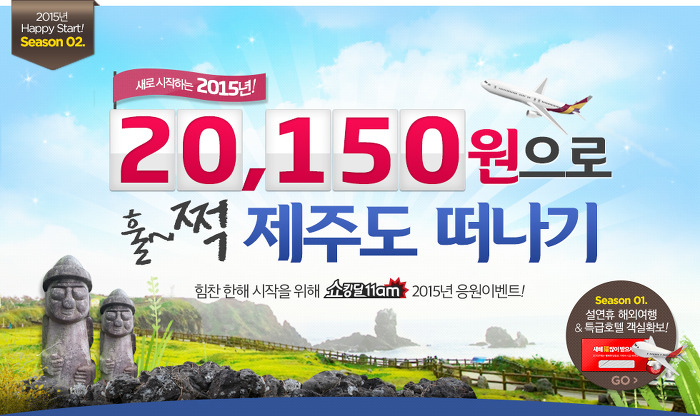 2015년
Happy Start!
Season 02.
새로 시작하는 2015년!
20,150원으로
훌~쩍 제주도 떠나기
힘찬 한해 시작을 위해 쇼킹딜11am 2015년 응원이벤트!
Season 01.
설연휴 해외여행
& 특급호텔 객실확보!
GO >